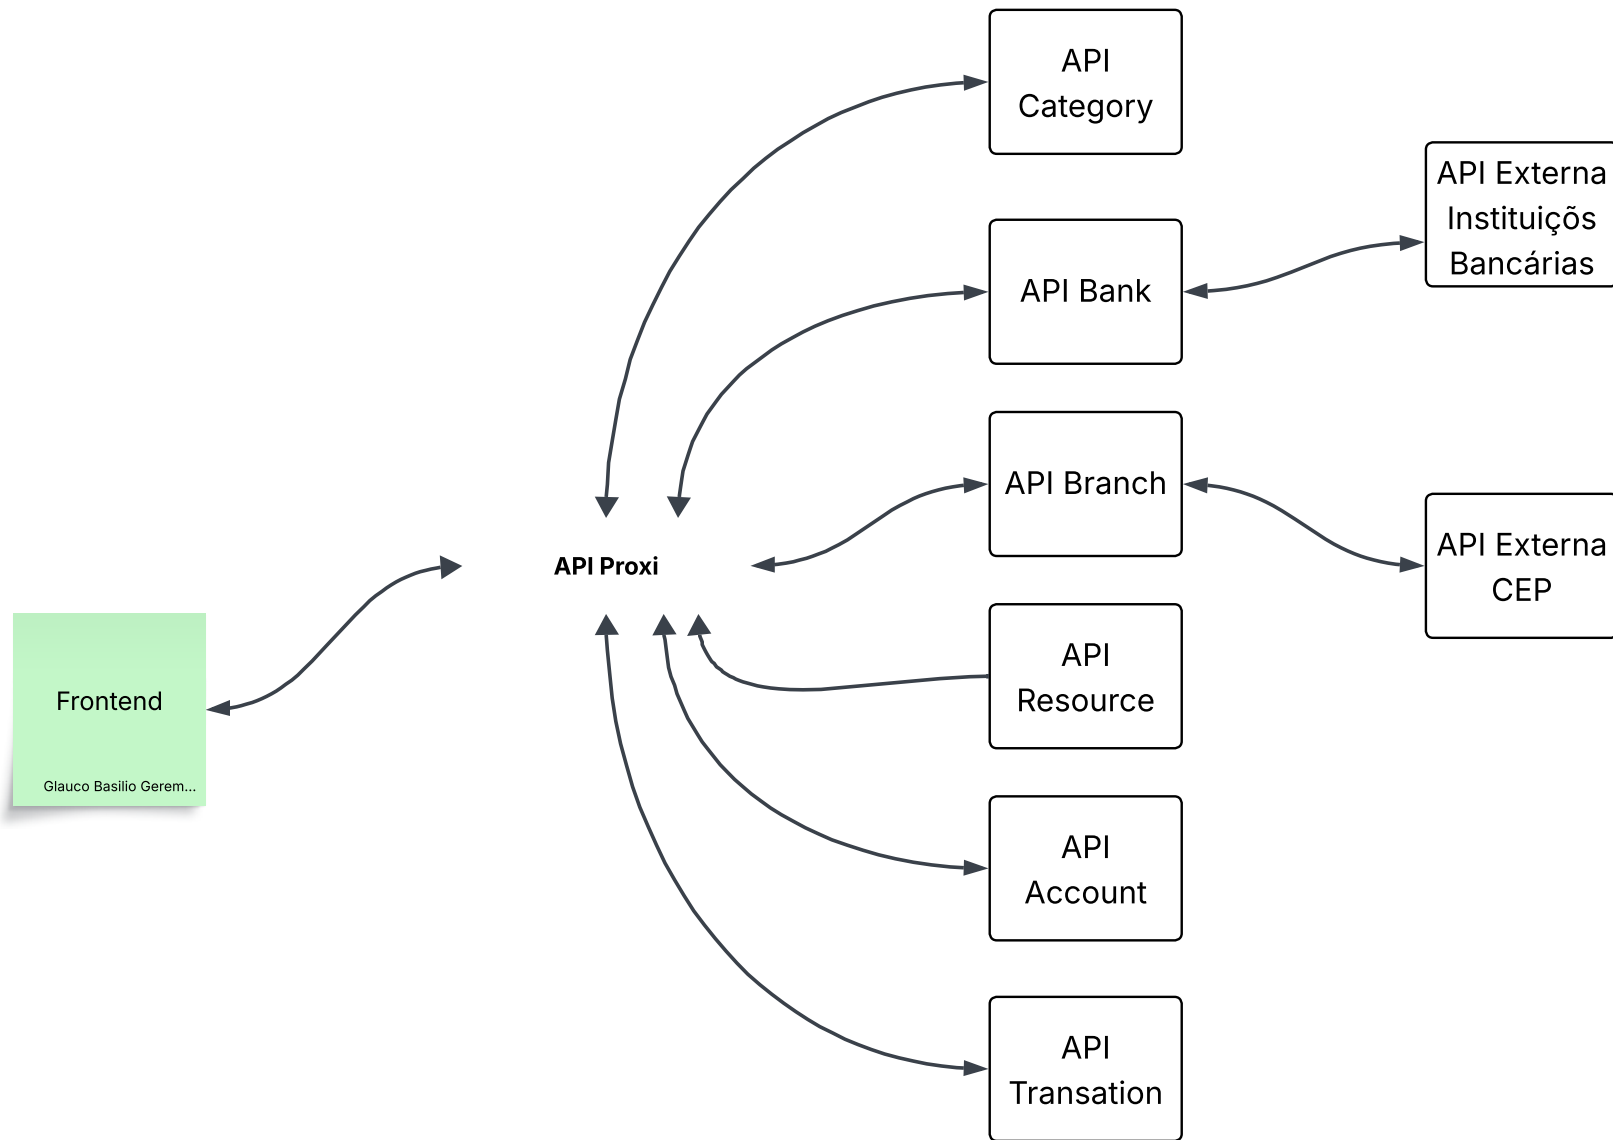 API
Category
API Externa
Instituiçõs
Bancárias
API Bank
API Branch
API Externa
CEP
API Proxi
API
Resource
Frontend
Glauco Basilio Gerem...
API
Account
API
Transation